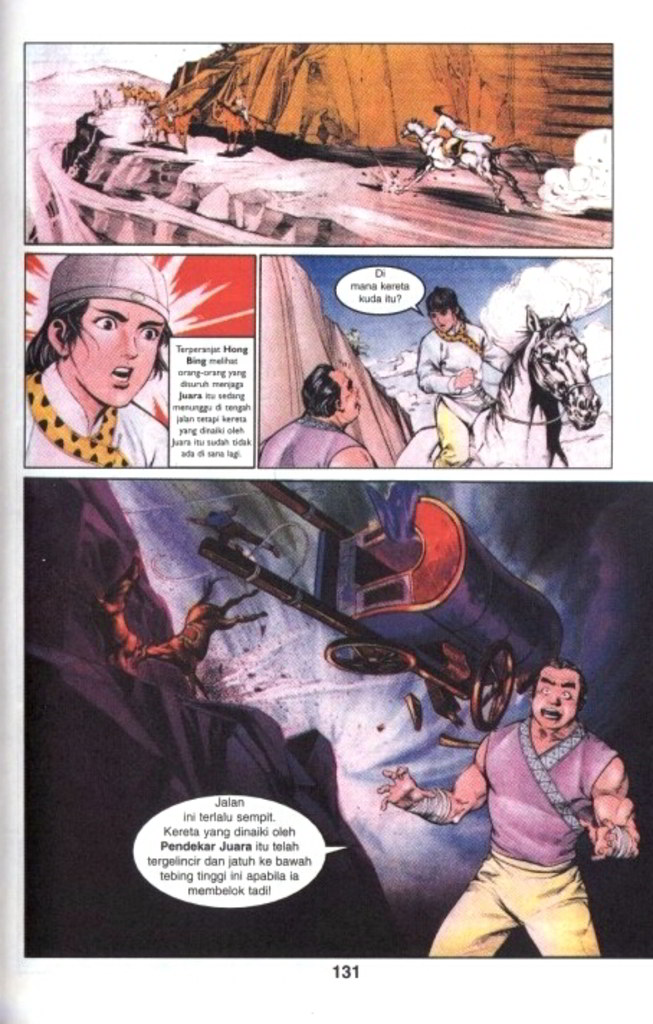 Terperanjat Hong
Bing melihat
orang-orang yang
disuruh menjaga
Juara itu sedang
menunggu di tengah
jalan tetapi kereta
yang dinaiki oleh
Juara itu sudah tidak
ada di sana lagi.
Di
mana kereta
kuda itu?
Jalan
ini terlalu sempit.
Kereta yang dinaiki oleh
Pendekar Juara itu telah
tergelincir dan jatuh ke bawah
tebing tinggi ini apabila ia
membelok tadi!
131